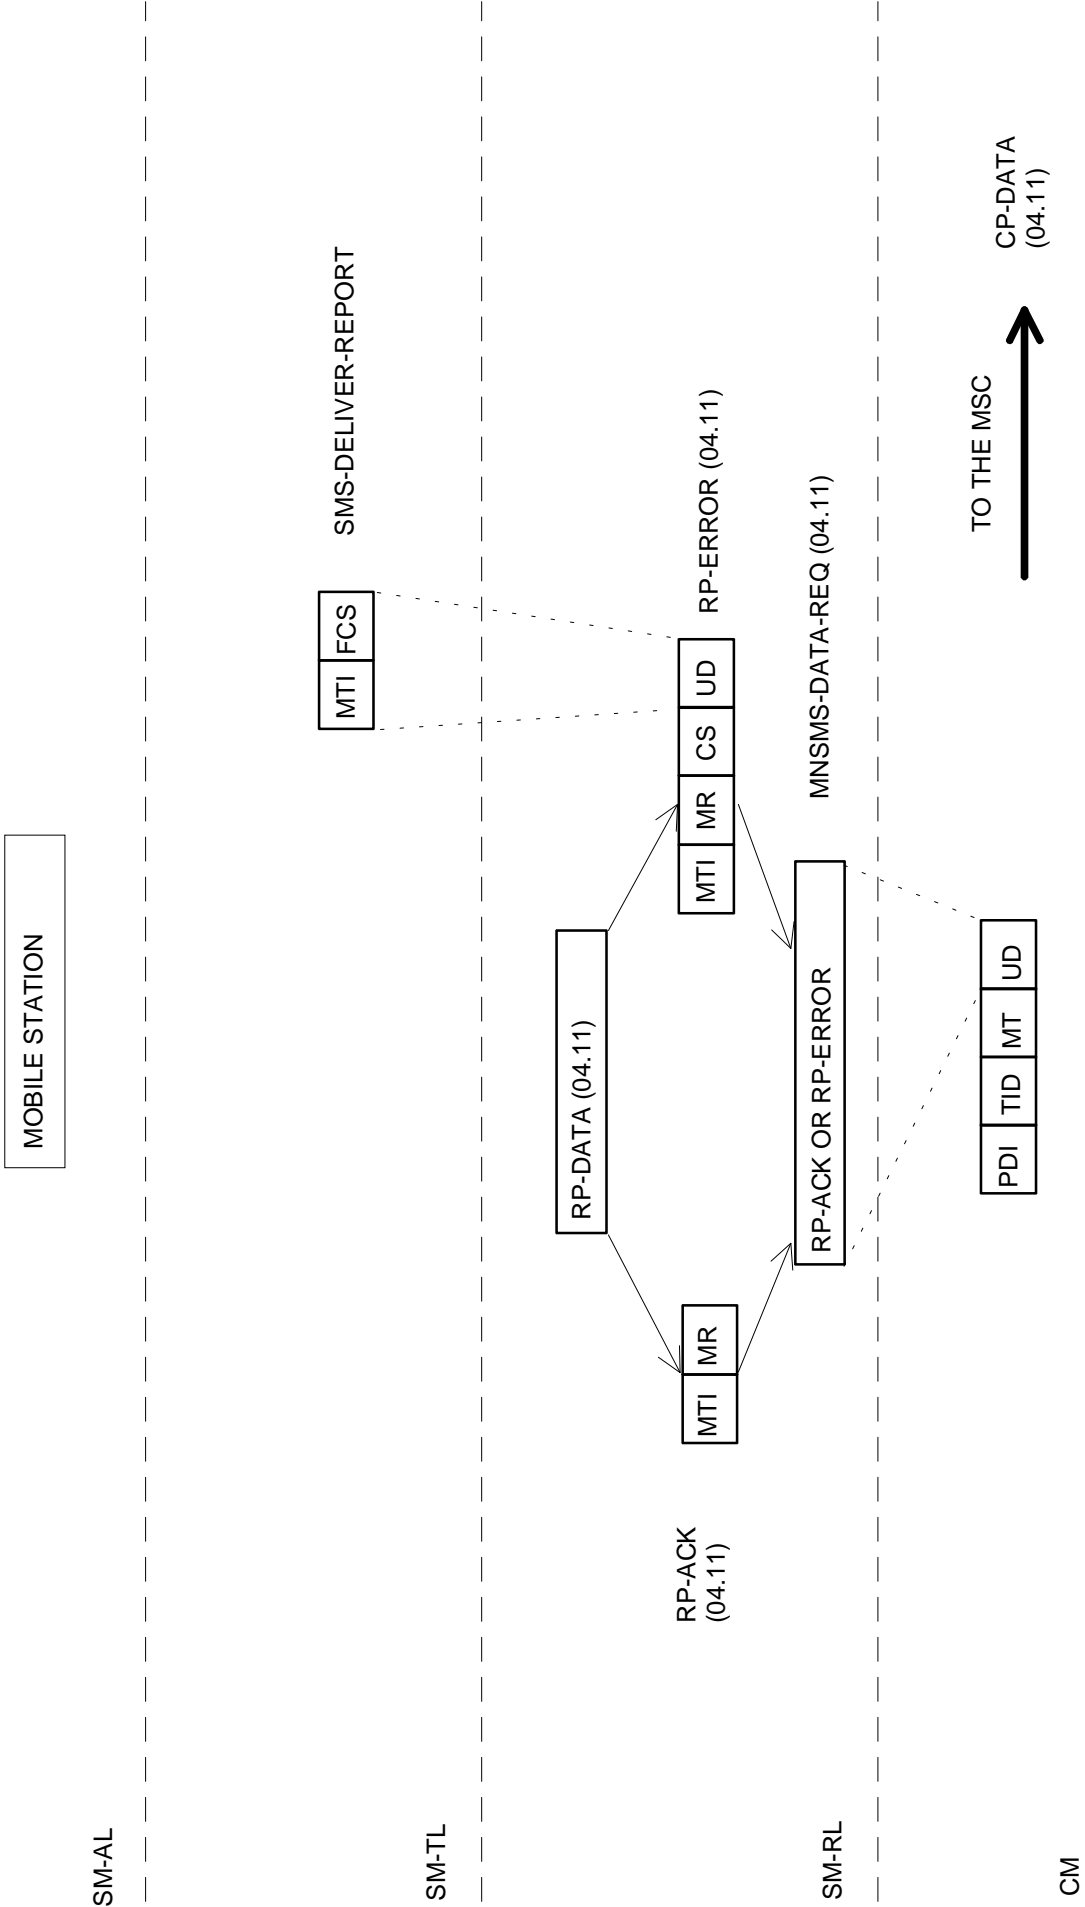 MOBILE STATION
SM-AL
MTI FCS SMS-DELIVER-REPORT
SM-TL
RP-DATA (04.11)
RP-ACK
(04.11)
MTI MR
MTI MR CS UD
RP-ERROR (04.11)
RP-ACK OR RP-ERROR
MNSMS-DATA-REQ (04.11)
SM-RL
PDI TID MT UD
TO THE MSC
CP-DATA
(04.11)
CM